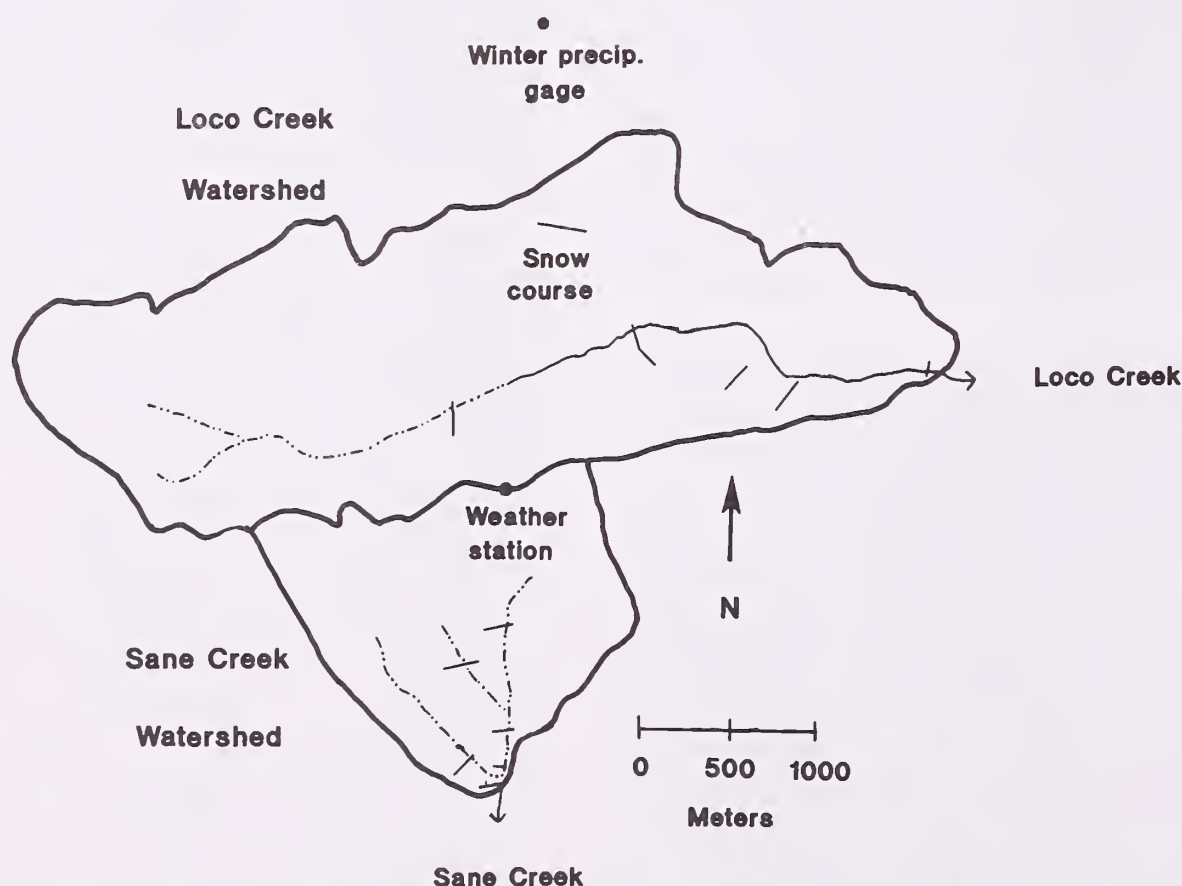 Winter precip.
gage
Loco Creek
Watershed
Snow
course
Loco Creek
Weather
station
N
Sane Creek
Watershed
0 500 1000
Meters
Sane Creek